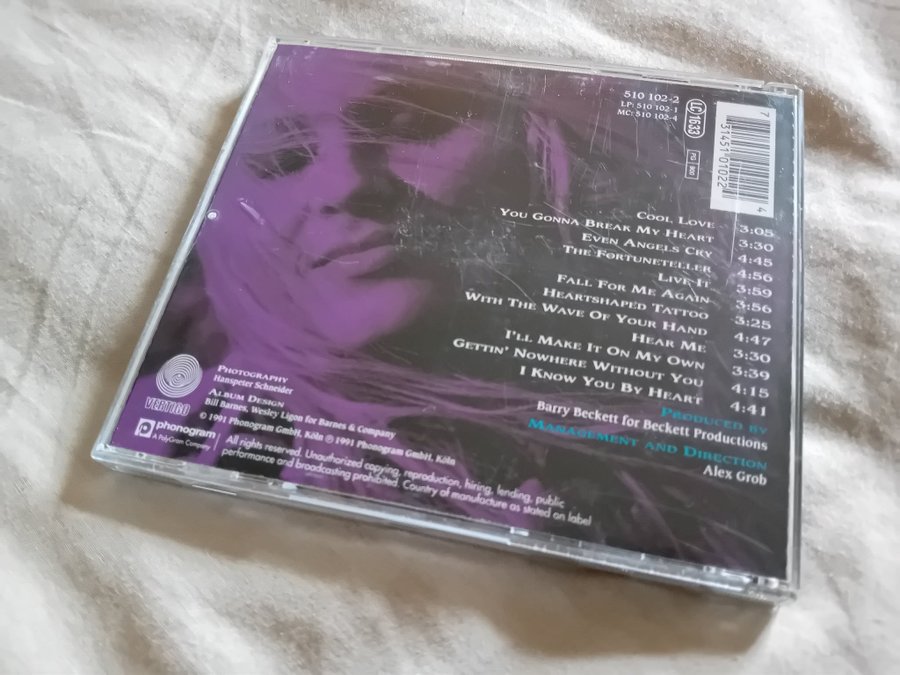 510 102-2
LP: 510 102-1
MC: 510 102-4
LC 1633
7 31451 01022 4
COOL LOVE 3:05
YOU GONNA BREAK MY HEART 3:30
EVEN ANGELS CRY 4:45
THE FORTUNETELLER 4:56
LIVE IT 3:59
FALL FOR ME AGAIN 3:56
HEARTSHAPED TATTOO 3:25
WITH THE WAVE OF YOUR HAND 4:47
HEAR ME 3:30
I'LL MAKE IT ON MY OWN 3:39
GETTIN' NOWHERE WITHOUT YOU 4:15
I KNOW YOU BY HEART 4:41
PRODUCED BY
Barry Beckett for Beckett Productions
MANAGEMENT AND DIRECTION
Alex Grob
PHOTOGRAPHY
Hanspeter Schneider
ALBUM DESIGN
Bill Barnes, Wesley Ligon for Barnes & Company
© 1991 Phonogram GmbH, Köln ℗ 1991 Phonogram GmbH, Köln
VERTIGO
phonogram
A PolyGram Company
All rights reserved. Unauthorized copying, reproduction, hiring, lending, public
performance and broadcasting prohibited. Country of manufacture as stated on label